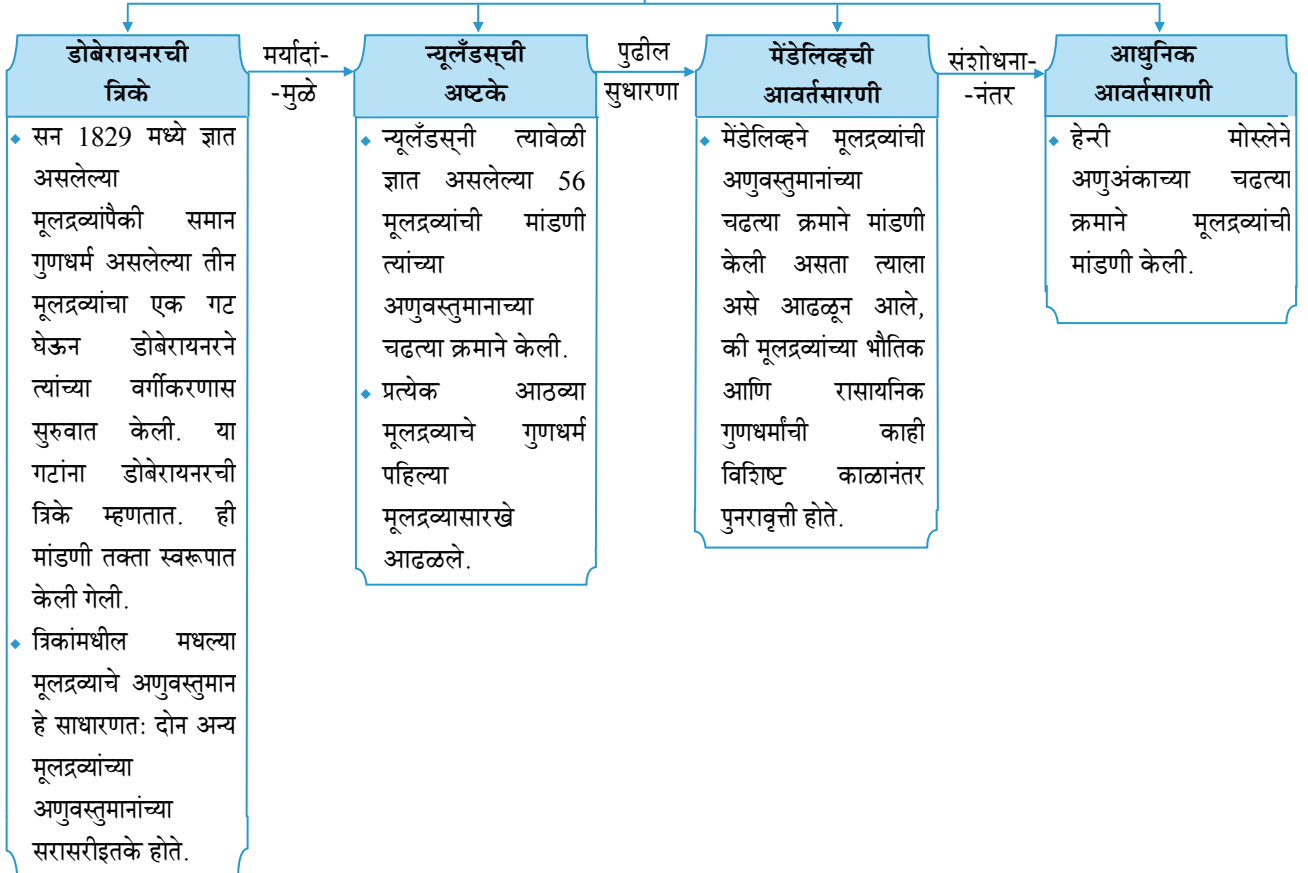 डोबेरायनरची
त्रिके
मर्यादां-
-मुळे
न्यूलँडस्‌ची
अष्टके
पुढील
सुधारणा
मेंडेलिव्हची
आवर्तसारणी
संशोधना-
-नंतर
आधुनिक
आवर्तसारणी
सन 1829 मध्ये ज्ञात
असलेल्या
मूलद्रव्यांपैकी समान
गुणधर्म असलेल्या तीन
मूलद्रव्यांचा एक गट
घेऊन डोबेरायनरने
त्यांच्या वर्गीकरणास
सुरुवात केली. या
गटांना डोबेरायनरची
त्रिके म्हणतात. ही
मांडणी तक्ता स्वरूपात
केली गेली.
त्रिकांमधील मधल्या
मूलद्रव्याचे अणुवस्तुमान
हे साधारणत: दोन अन्य
मूलद्रव्यांच्या
अणुवस्तुमानांच्या
सरासरीइतके होते.
न्यूलँडस्‌नी त्यावेळी
ज्ञात असलेल्या 56
मूलद्रव्यांची मांडणी
त्यांच्या
अणुवस्तुमानाच्या
चढत्या क्रमाने केली.
प्रत्येक आठव्या
मूलद्रव्याचे गुणधर्म
पहिल्या
मूलद्रव्यासारखे
आढळले.
मेंडेलिव्हने मूलद्रव्यांची
अणुवस्तुमानांच्या
चढत्या क्रमाने मांडणी
केली असता त्याला
असे आढळून आले,
की मूलद्रव्यांच्या भौतिक
आणि रासायनिक
गुणधर्मांची काही
विशिष्ट काळानंतर
पुनरावृत्ती होते.
हेन्री मोस्लेने
अणुअंकाच्या चढत्या
क्रमाने मूलद्रव्यांची
मांडणी केली.